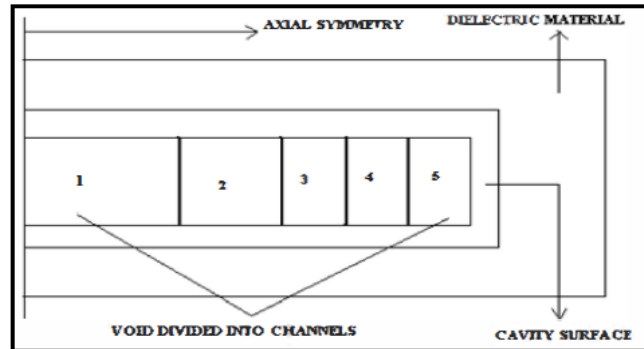 AXIAL SYMMETRY
DIELECTRIC MATERIAL
1 2 3 4 5
VOID DIVIDED INTO CHANNELS
CAVITY SURFACE